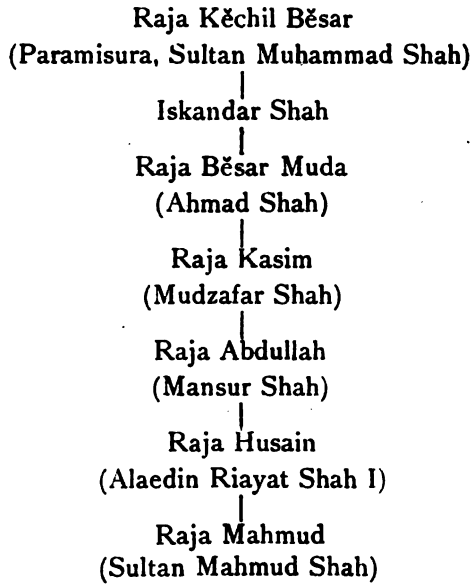 Raja Kĕchil Bĕsar
(Paramisura, Sultan Muhammad Shah)
Iskandar Shah
Raja Bĕsar Muda
(Ahmad Shah)
Raja Kasim
(Mudzafar Shah)
Raja Abdullah
(Mansur Shah)
Raja Husain
(Alaedin Riayat Shah I)
Raja Mahmud
(Sultan Mahmud Shah)